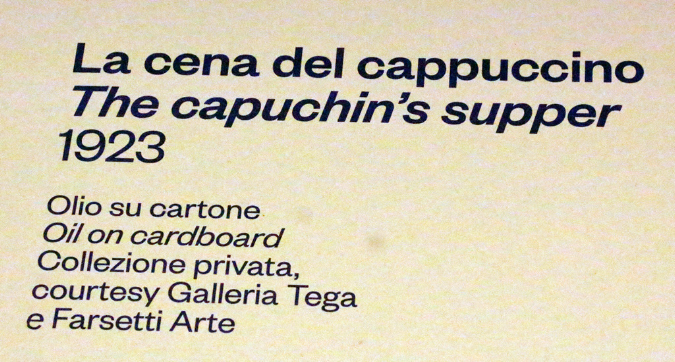 La cena del cappuccino
The capuchin's supper
1923
Olio su cartone
Oil on cardboard
Collezione privata,
courtesy Galleria Tega
e Farsetti Arte